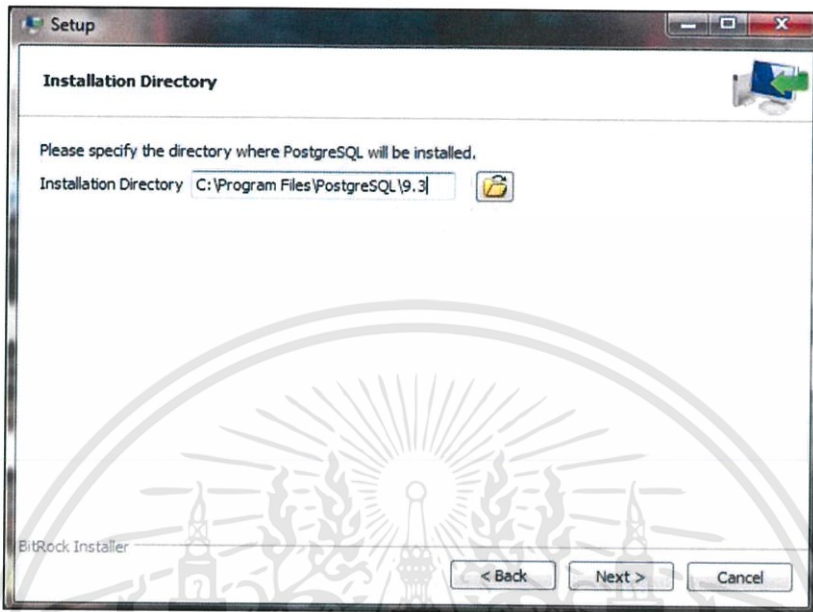 Setup
Installation Directory
Please specify the directory where PostgreSQL will be installed.
Installation Directory C:\Program Files\PostgreSQL\9.3
BitRock Installer
< Back Next > Cancel